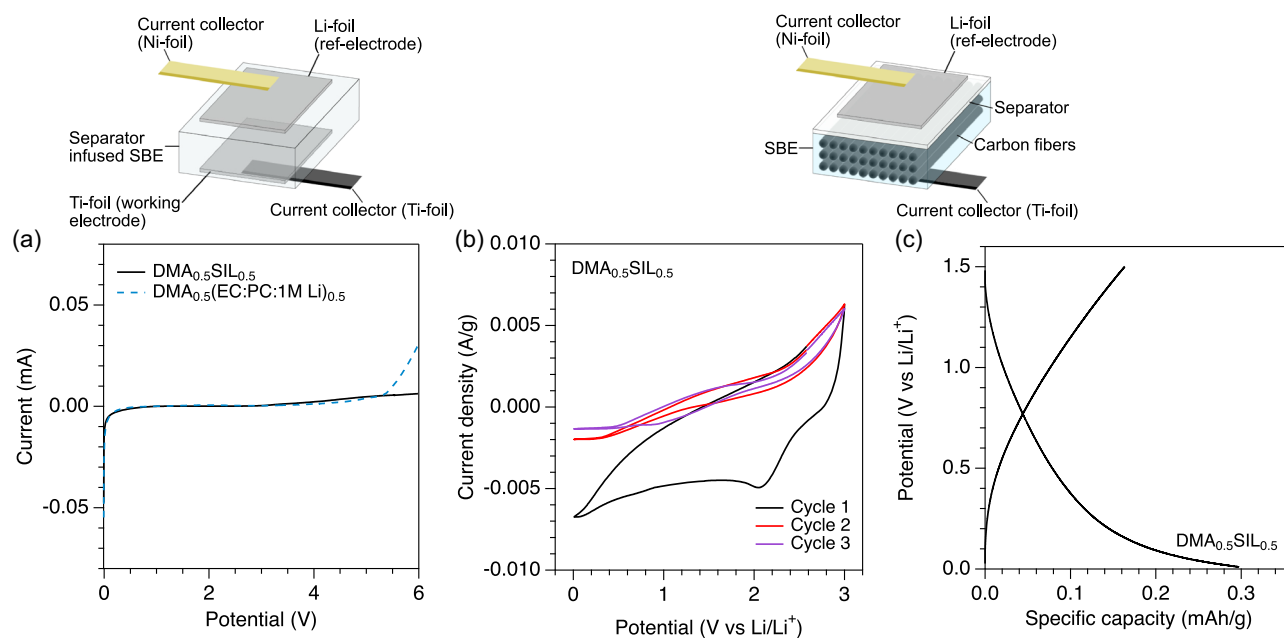 Current collector
(Ni-foil)
Li-foil
(ref-electrode)
Separator
infused SBE
Ti-foil (working
electrode)
Current collector (Ti-foil)
Current collector
(Ni-foil)
Li-foil
(ref-electrode)
Separator
SBE
Carbon fibers
Current collector (Ti-foil)
(a)
DMA0.5SIL0.5
DMA0.5(EC:PC:1M Li)0.5
Current (mA)
0.05
0.00
-0.05
0 2 4 6
Potential (V)
(b)
DMA0.5SIL0.5
Current density (A/g)
0.010
0.005
0.000
-0.005
-0.010
Cycle 1
Cycle 2
Cycle 3
0 1 2 3
Potential (V vs Li/Li+)
(c)
Potential (V vs Li/Li+)
1.5
1.0
0.5
0.0
DMA0.5SIL0.5
0.0 0.1 0.2 0.3
Specific capacity (mAh/g)